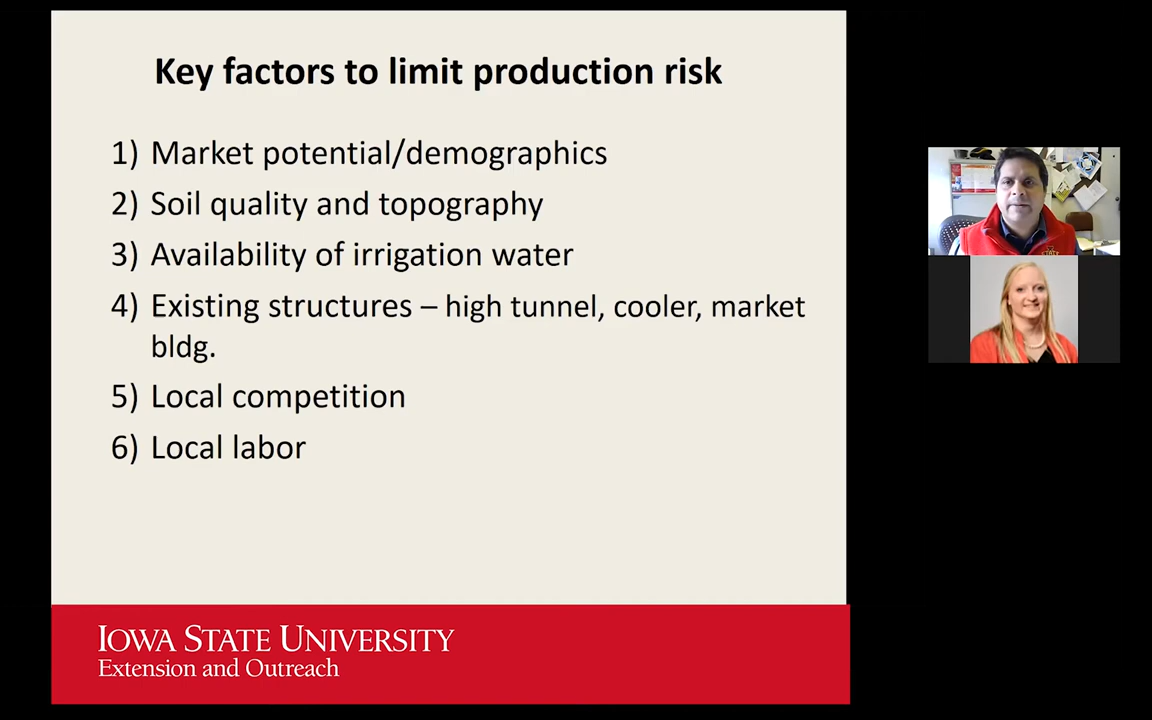 Key factors to limit production risk
1) Market potential/demographics
2) Soil quality and topography
3) Availability of irrigation water
4) Existing structures – high tunnel, cooler, market
bldg.
5) Local competition
6) Local labor
IOWA STATE UNIVERSITY
Extension and Outreach